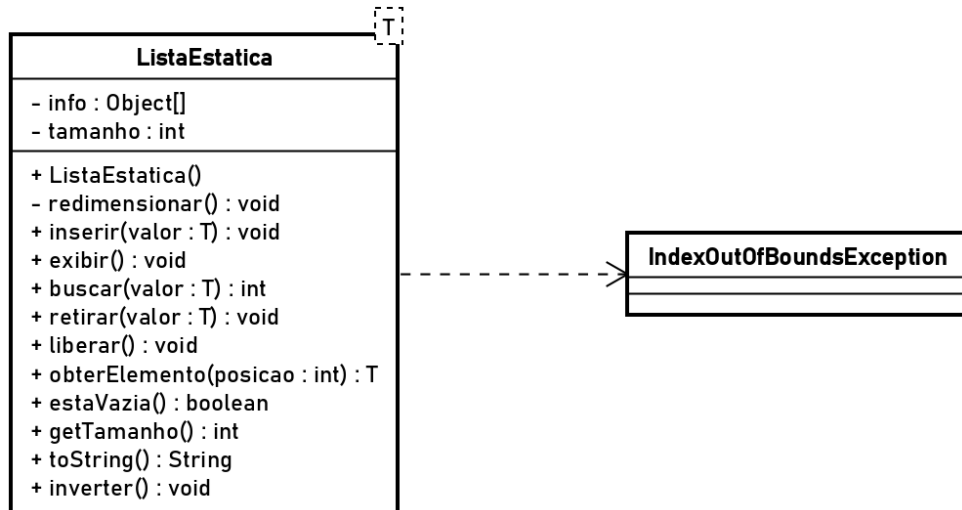 T
ListaEstatica
- info : Object[]
- tamanho : int
+ ListaEstatica()
- redimensionar() : void
+ inserir(valor : T) : void
+ exibir() : void
+ buscar(valor : T) : int
+ retirar(valor : T) : void
+ liberar() : void
+ obterElemento(posicao : int) : T
+ estaVazia() : boolean
+ getTamanho() : int
+ toString() : String
+ inverter() : void
IndexOutOfBoundsException